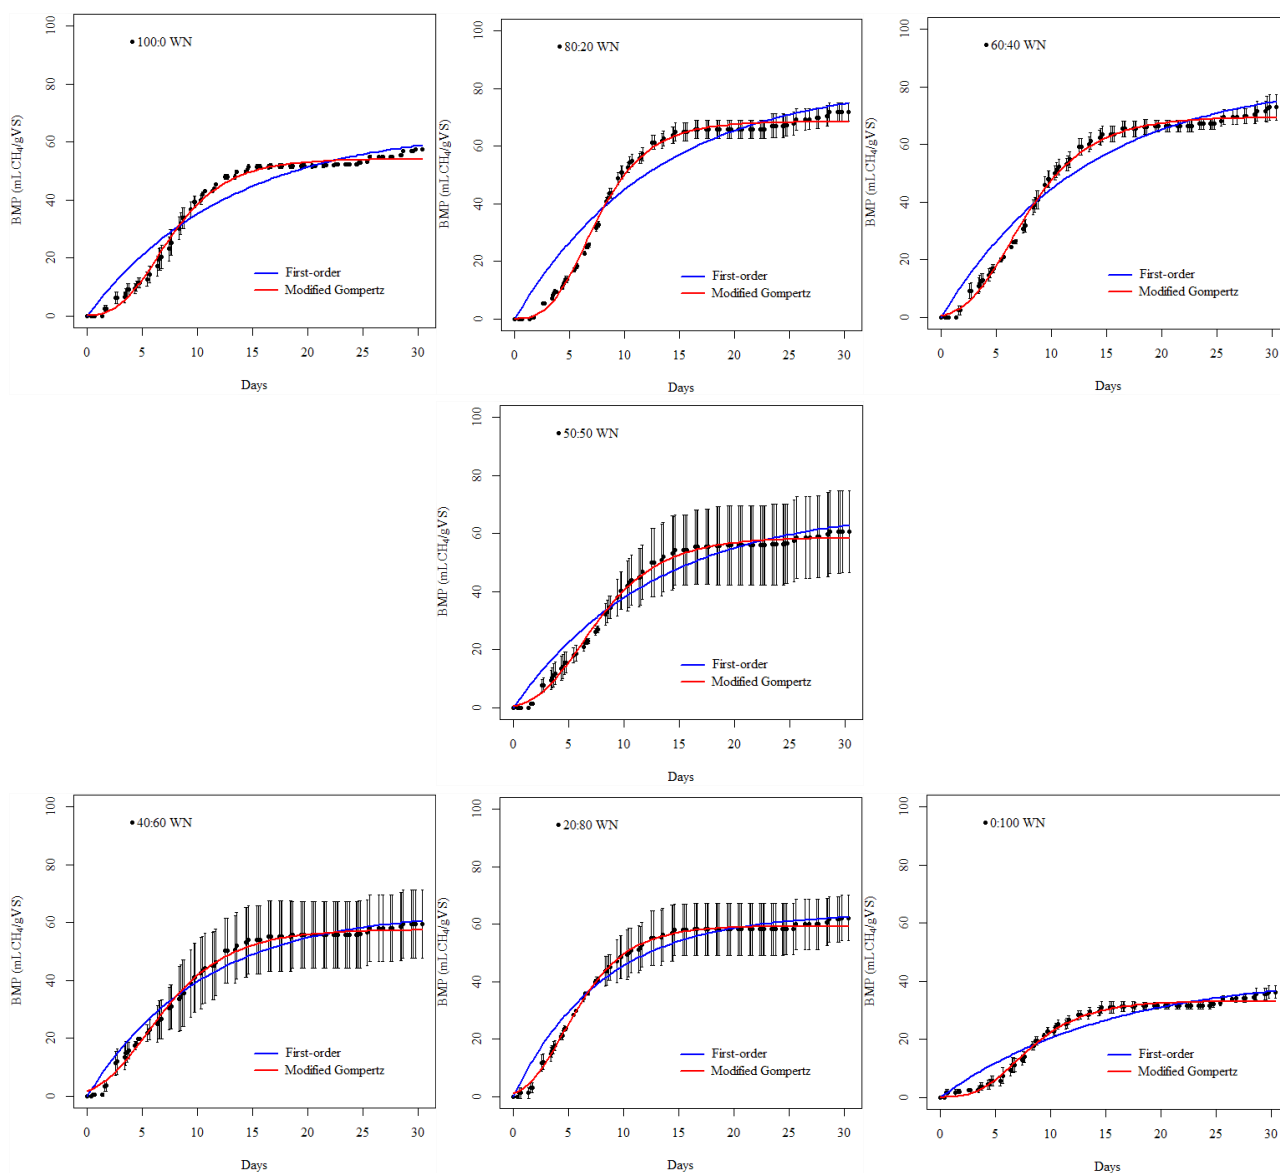 100:0 WN
BMP (mL CH₄/gVS)
0 20 40 60 80 100
First-order
Modified Gompertz
0 5 10 15 20 25 30
Days
80:20 WN
BMP (mL CH₄/gVS)
0 20 40 60 80 100
First-order
Modified Gompertz
0 5 10 15 20 25 30
Days
60:40 WN
BMP (mL CH₄/gVS)
0 20 40 60 80 100
First-order
Modified Gompertz
0 5 10 15 20 25 30
Days
50:50 WN
BMP (mL CH₄/gVS)
0 20 40 60 80 100
First-order
Modified Gompertz
0 5 10 15 20 25 30
Days
40:60 WN
BMP (mL CH₄/gVS)
0 20 40 60 80 100
First-order
Modified Gompertz
0 5 10 15 20 25 30
Days
20:80 WN
BMP (mL CH₄/gVS)
0 20 40 60 80 100
First-order
Modified Gompertz
0 5 10 15 20 25 30
Days
0:100 WN
BMP (mL CH₄/gVS)
0 20 40 60 80 100
First-order
Modified Gompertz
0 5 10 15 20 25 30
Days